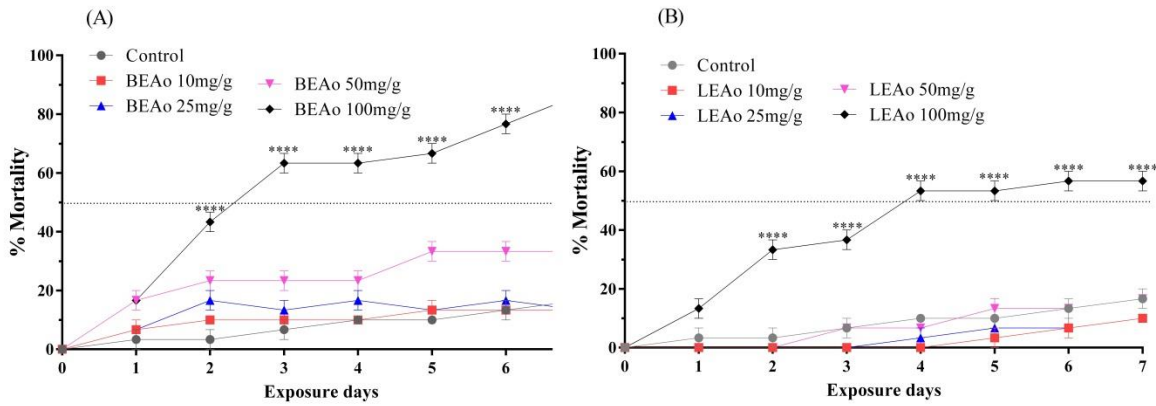 (A)
100
80
60
40
20
0
% Mortality
Control
BEAo 10mg/g
BEAo 25mg/g
BEAo 50mg/g
BEAo 100mg/g
****
****
****
****
****
0 1 2 3 4 5 6
Exposure days
(B)
100
80
60
40
20
0
% Mortality
Control
LEAo 10mg/g
LEAo 25mg/g
LEAo 50mg/g
LEAo 100mg/g
****
****
****
****
****
****
0 1 2 3 4 5 6 7
Exposure days